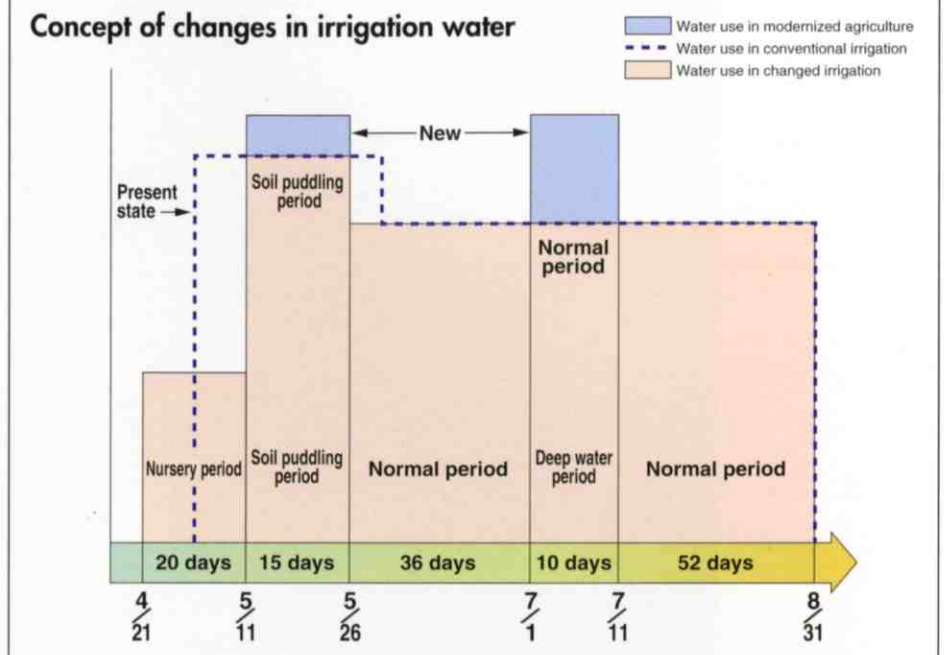 Concept of changes in irrigation water
Water use in modernized agriculture
Water use in conventional irrigation
Water use in changed irrigation
New
Present
state
Soil puddling
period
Normal
period
Nursery period
Soil puddling
period
Normal period
Deep water
period
Normal period
20 days
15 days
36 days
10 days
52 days
4/21
5/11
5/26
7/1
7/11
8/31